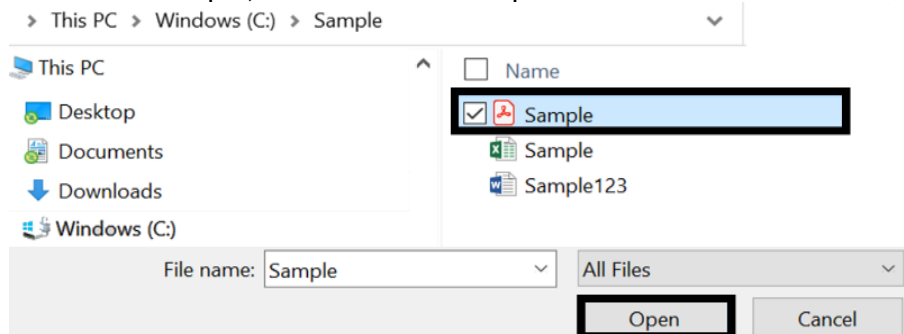 > This PC > Windows (C:) > Sample
This PC
Name
Desktop
Sample
Documents
Sample
Downloads
Sample123
Windows (C:)
File name: Sample
All Files
Open
Cancel